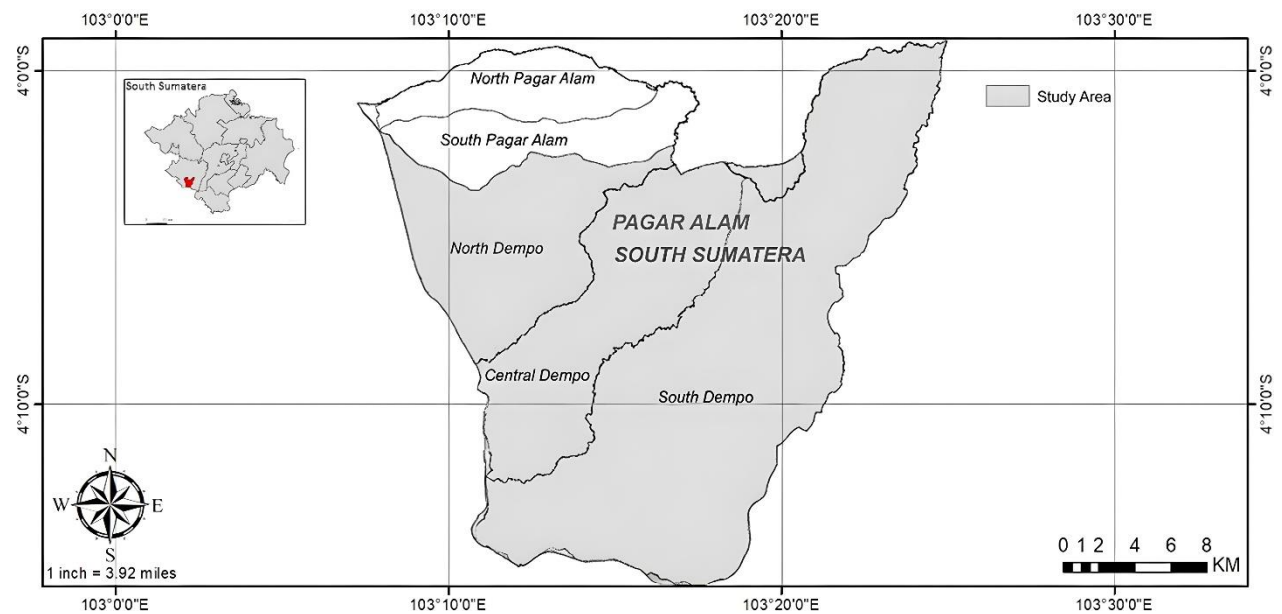 103°0'0"E 103°10'0"E 103°20'0"E 103°30'0"E
4°0'0"S 4°0'0"S
South Sumatera
North Pagar Alam
Study Area
South Pagar Alam
PAGAR ALAM
SOUTH SUMATERA
North Dempo
Central Dempo
South Dempo
4°10'0"S 4°10'0"S
N
W E
S
1 inch = 3.92 miles
0 1 2 4 6 8
KM
103°0'0"E 103°10'0"E 103°20'0"E 103°30'0"E